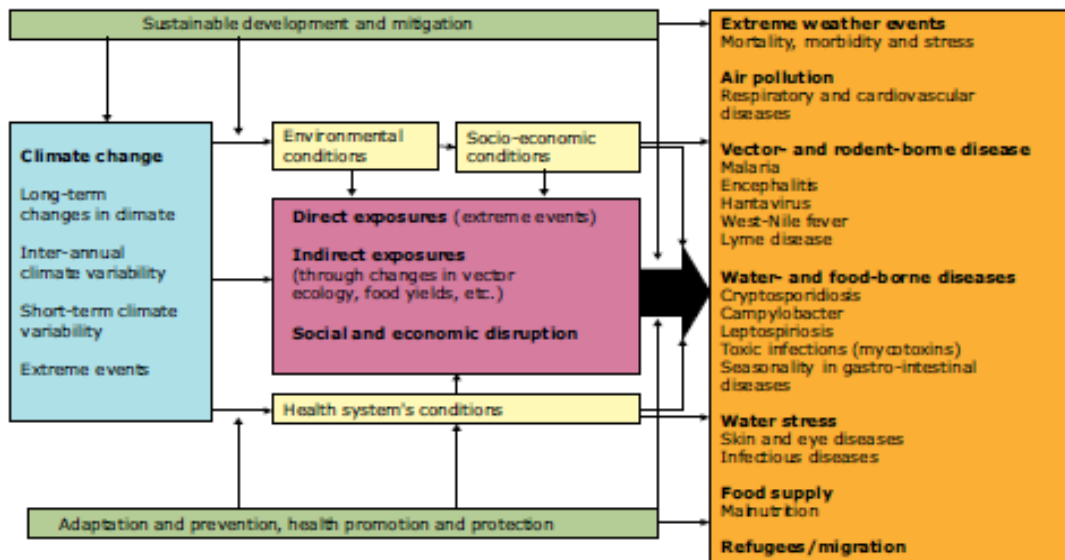 Sustainable development and mitigation
Climate change
Long-term
changes in climate
Inter-annual
climate variability
Short-term climate
variability
Extreme events
Environmental
conditions
Socio-economic
conditions
Direct exposures (extreme events)
Indirect exposures
(through changes in vector
ecology, food yields, etc.)
Social and economic disruption
Health system's conditions
Adaptation and prevention, health promotion and protection
Extreme weather events
Mortality, morbidity and stress
Air pollution
Respiratory and cardiovascular
diseases
Vector- and rodent-borne disease
Malaria
Encephalitis
Hantavirus
West-Nile fever
Lyme disease
Water- and food-borne diseases
Cryptosporidiosis
Campylobacter
Leptospiriosis
Toxic infections (mycotoxins)
Seasonality in gastro-intestinal
diseases
Water stress
Skin and eye diseases
Infectious diseases
Food supply
Malnutrition
Refugees/migration